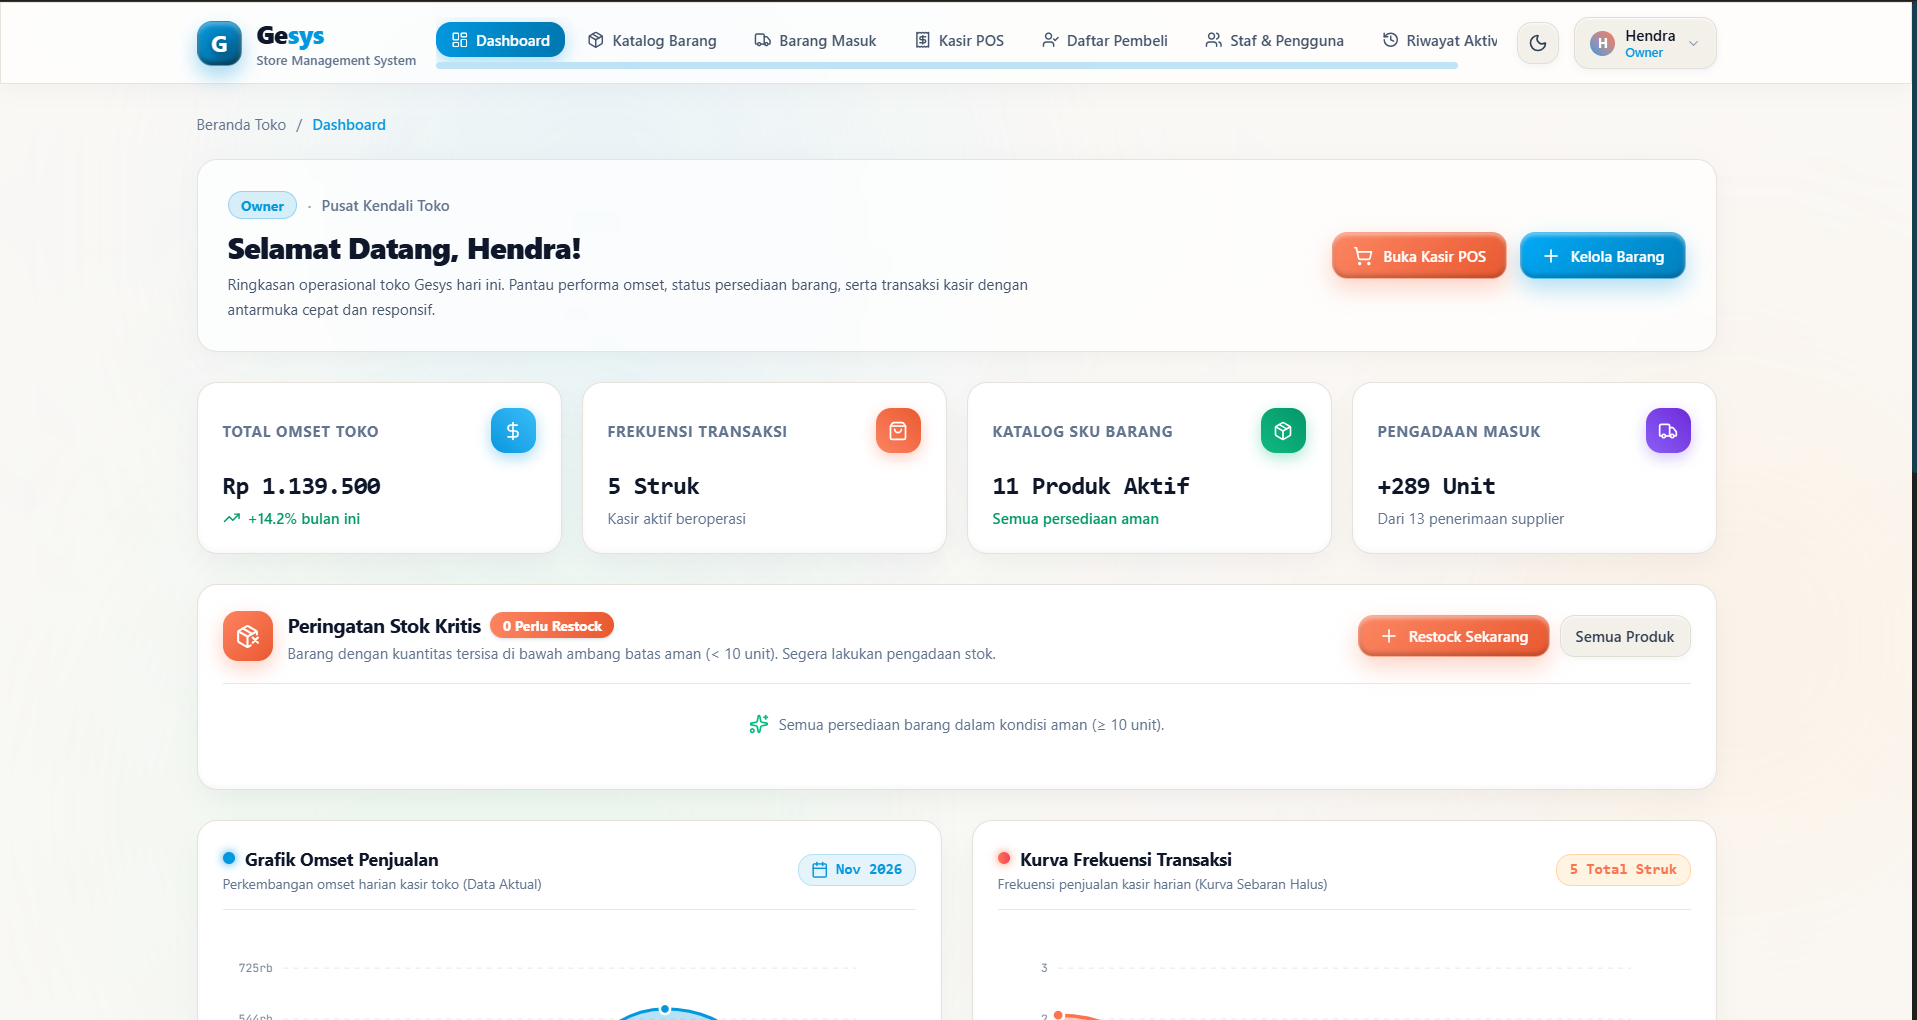 G
Gesys
Store Management System
Dashboard
Katalog Barang
Barang Masuk
Kasir POS
Daftar Pembeli
Staf & Pengguna
Riwayat Aktiv
H
Hendra
Owner
Beranda Toko / Dashboard
Owner · Pusat Kendali Toko
Selamat Datang, Hendra!
Ringkasan operasional toko Gesys hari ini. Pantau performa omset, status persediaan barang, serta transaksi kasir dengan
antarmuka cepat dan responsif.
Buka Kasir POS
Kelola Barang
TOTAL OMSET TOKO
Rp 1.139.500
+14.2% bulan ini
FREKUENSI TRANSAKSI
5 Struk
Kasir aktif beroperasi
KATALOG SKU BARANG
11 Produk Aktif
Semua persediaan aman
PENGADAAN MASUK
+289 Unit
Dari 13 penerimaan supplier
Peringatan Stok Kritis
0 Perlu Restock
Barang dengan kuantitas tersisa di bawah ambang batas aman (< 10 unit). Segera lakukan pengadaan stok.
Restock Sekarang
Semua Produk
Semua persediaan barang dalam kondisi aman (≥ 10 unit).
Grafik Omset Penjualan
Perkembangan omset harian kasir toko (Data Aktual)
Nov 2026
725rb
544rb
Kurva Frekuensi Transaksi
Frekuensi penjualan kasir harian (Kurva Sebaran Halus)
5 Total Struk
3
2